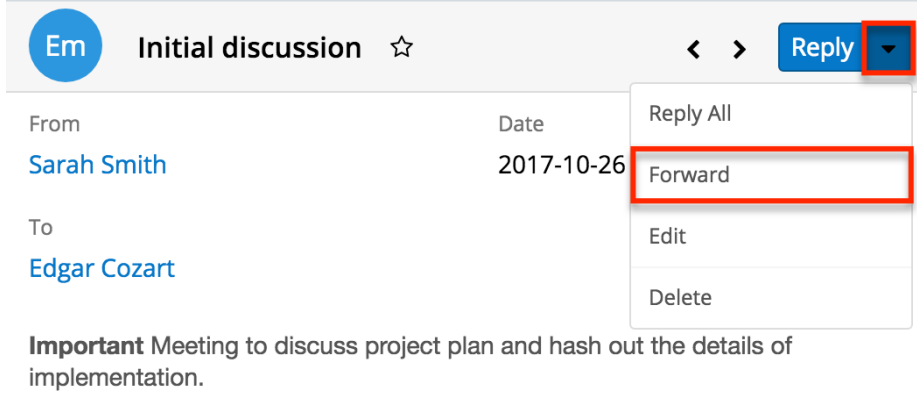 Em Initial discussion Reply
Reply All
From Date
Sarah Smith 2017-10-26
Forward
To
Edit
Edgar Cozart
Delete
Important Meeting to discuss project plan and hash out the details of
implementation.